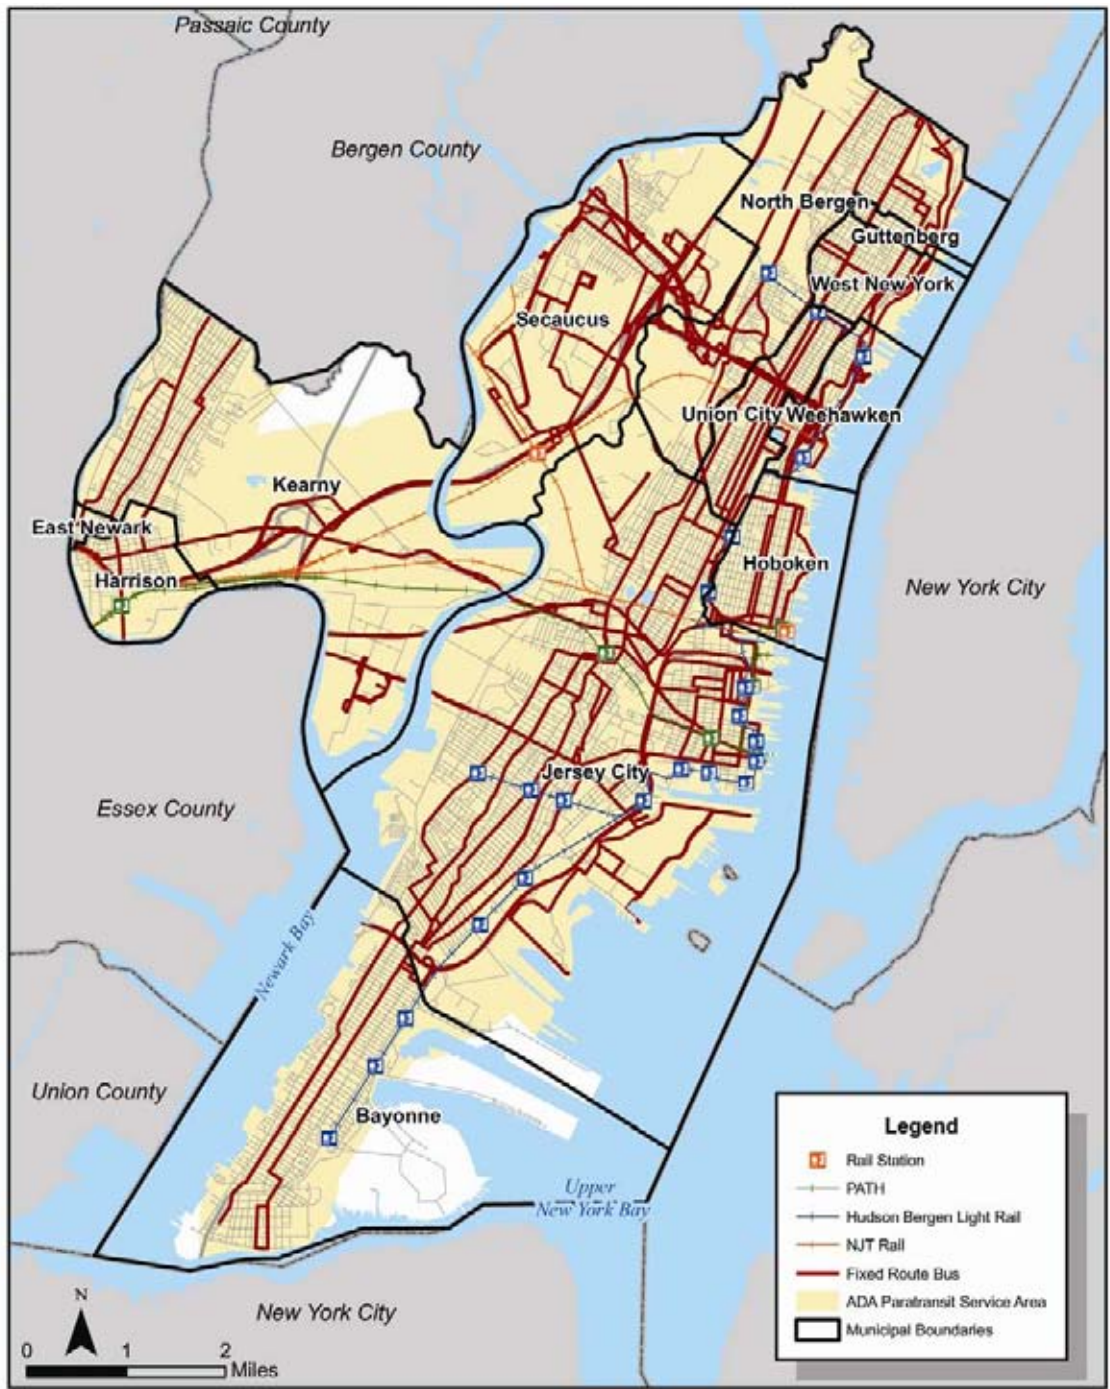 Passaic County
Bergen County
North Bergen
Guttenberg
West New York
Secaucus
Union City Weehawken
Kearny
East Newark
Harrison
Hoboken
New York City
Jersey City
Essex County
Newark Bay
Union County
Bayonne
Upper
New York Bay
New York City
N
0 1 2
Miles
Legend
Rail Station
PATH
Hudson Bergen Light Rail
NJT Rail
Fixed Route Bus
ADA Paratransit Service Area
Municipal Boundaries